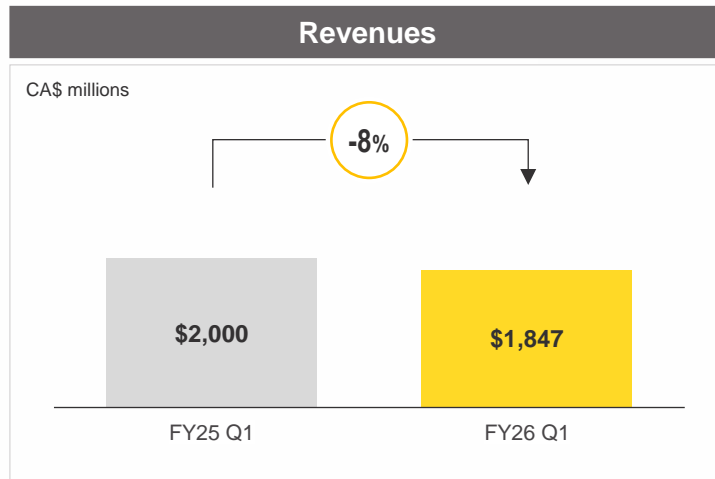 Revenues
CA$ millions
-8%
$2,000
$1,847
FY25 Q1
FY26 Q1